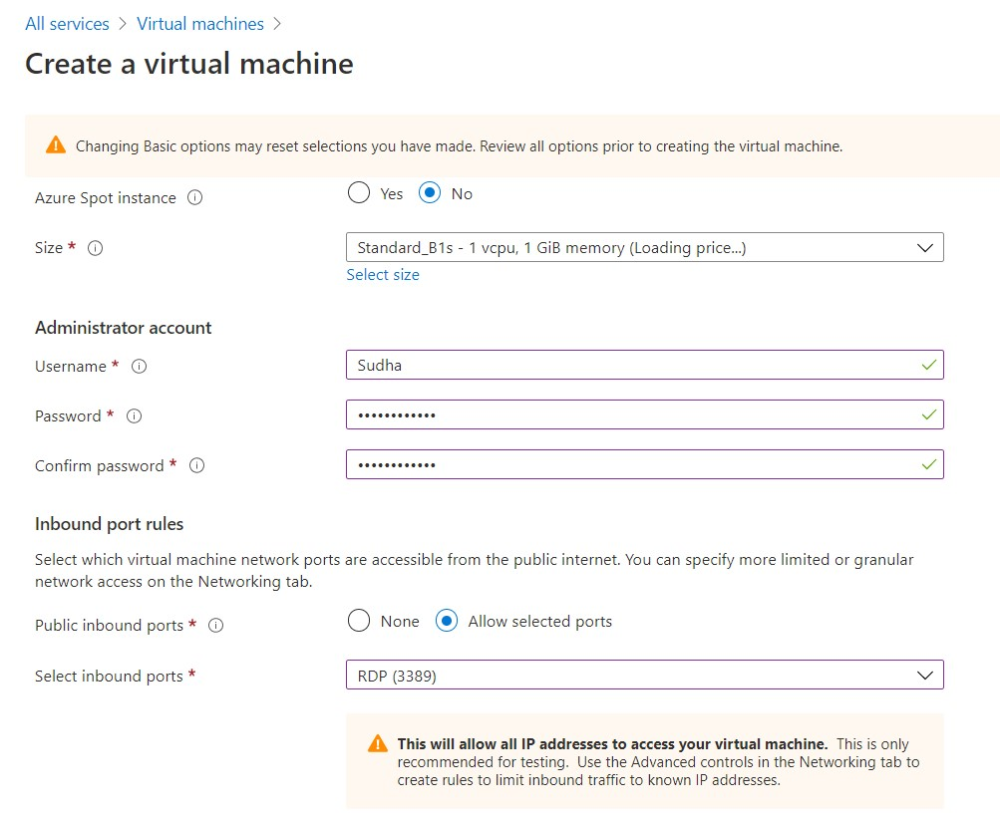 All services > Virtual machines >
Create a virtual machine
Changing Basic options may reset selections you have made. Review all options prior to creating the virtual machine.
Azure Spot instance Yes No
Size * Standard_B1s - 1 vcpu, 1 GiB memory (Loading price...)
Select size
Administrator account
Username * Sudha
Password * ••••••••••••
Confirm password * ••••••••••••
Inbound port rules
Select which virtual machine network ports are accessible from the public internet. You can specify more limited or granular
network access on the Networking tab.
Public inbound ports * None Allow selected ports
Select inbound ports * RDP (3389)
This will allow all IP addresses to access your virtual machine. This is only
recommended for testing. Use the Advanced controls in the Networking tab to
create rules to limit inbound traffic to known IP addresses.